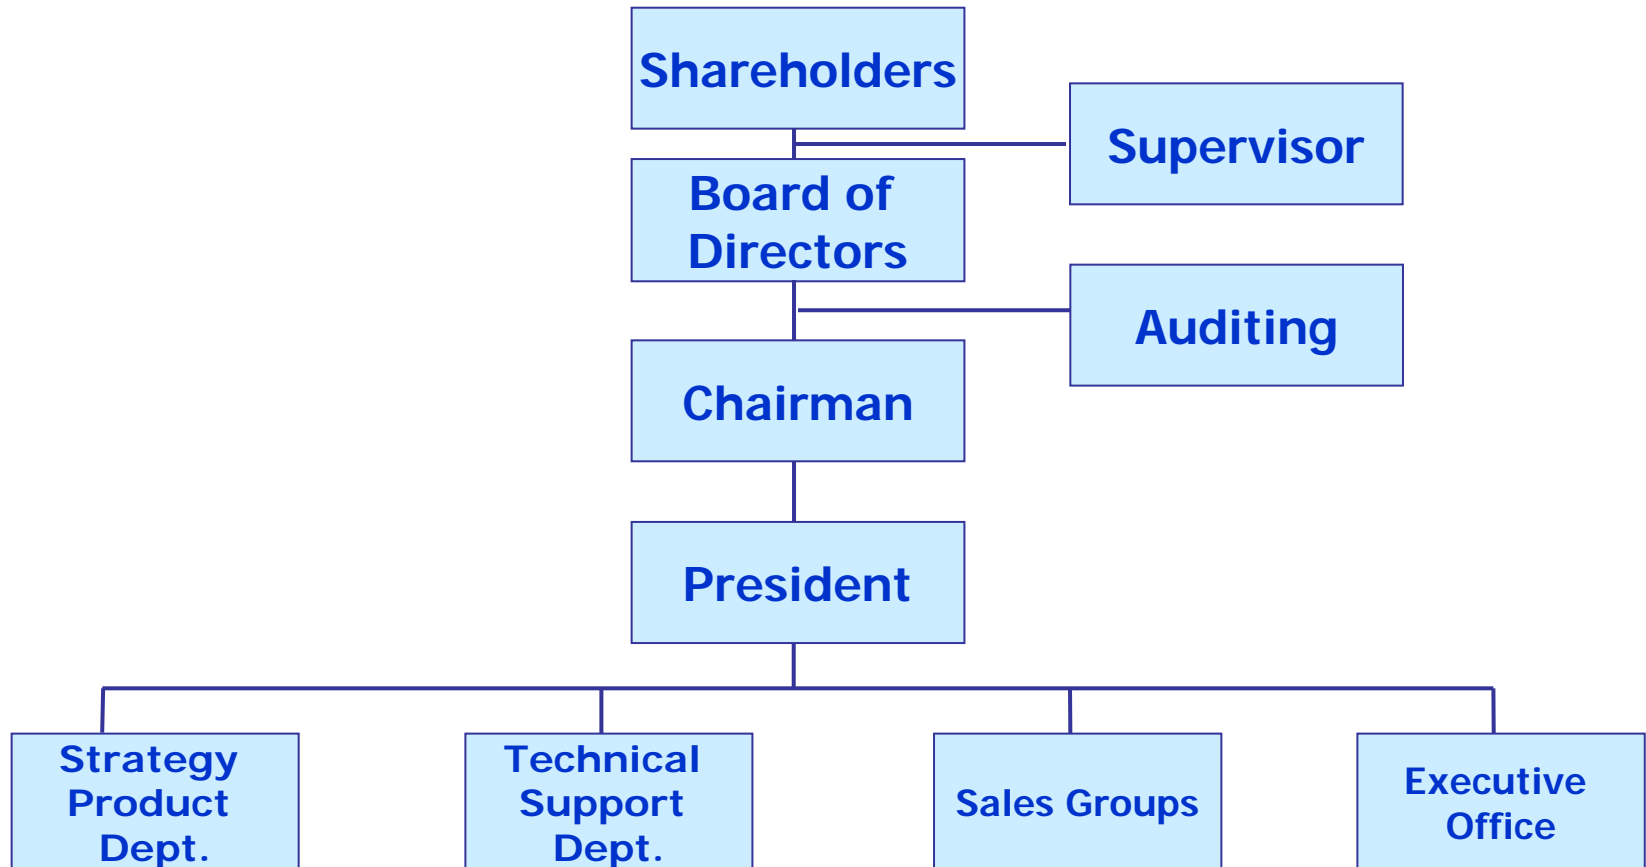 Shareholders
Supervisor
Board of
Directors
Auditing
Chairman
President
Strategy
Product
Dept.
Technical
Support
Dept.
Sales Groups
Executive
Office